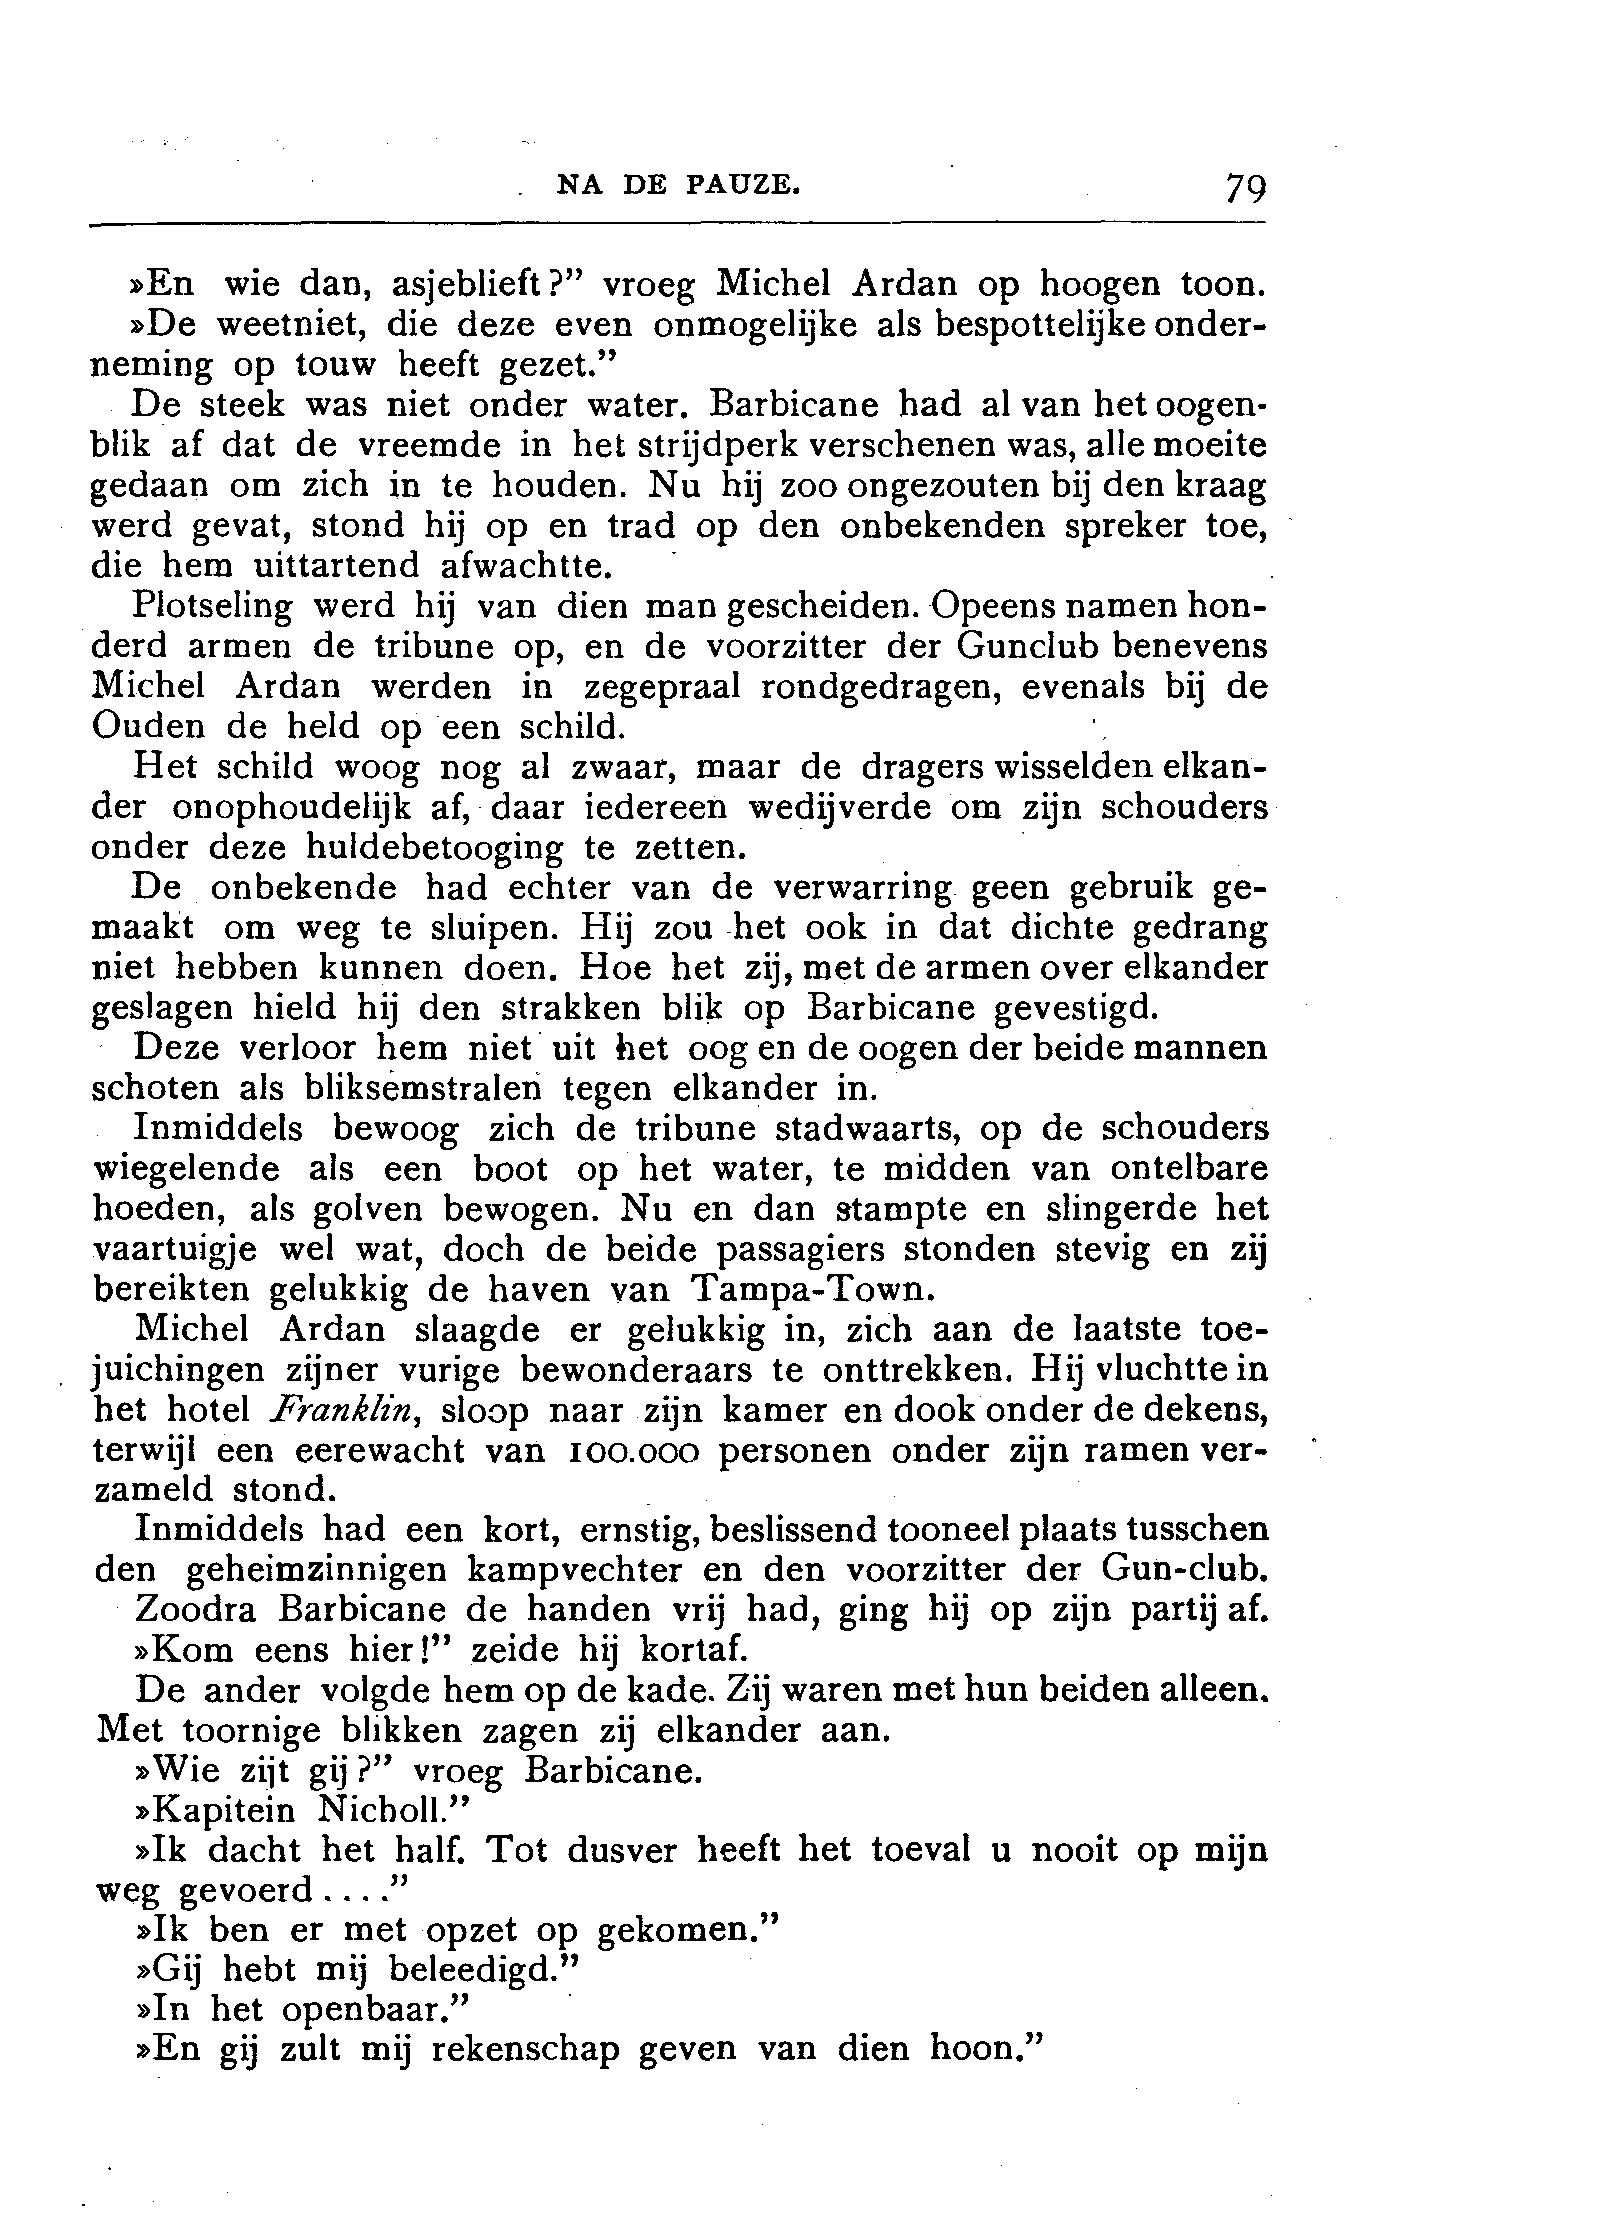 NA DE PAUZE. 79
»En wie dan, asjeblieft?” vroeg Michel Ardan op hoogen toon.
»De weetniet, die deze even onmogelijke als bespottelijke onder-
neming op touw heeft gezet.”
De steek was niet onder water. Barbicane had al van het oogen-
blik af dat de vreemde in het strijdperk verschenen was, alle moeite
gedaan om zich in te houden. Nu hij zoo ongezouten bij den kraag
werd gevat, stond hij op en trad op den onbekenden spreker toe,
die hem uittartend afwachtte.
Plotseling werd hij van dien man gescheiden. Opeens namen hon-
derd armen de tribune op, en de voorzitter der Gunclub benevens
Michel Ardan werden in zegepraal rondgedragen, evenals bij de
Ouden de held op een schild.
Het schild woog nog al zwaar, maar de dragers wisselden elkan-
der onophoudelijk af, daar iedereen wedijverde om zijn schouders
onder deze huldebetooging te zetten.
De onbekende had echter van de verwarring geen gebruik ge-
maakt om weg te sluipen. Hij zou het ook in dat dichte gedrang
niet hebben kunnen doen. Hoe het zij, met de armen over elkander
geslagen hield hij den strakken blik op Barbicane gevestigd.
Deze verloor hem niet uit het oog en de oogen der beide mannen
schoten als bliksemstralen tegen elkander in.
Inmiddels bewoog zich de tribune stadwaarts, op de schouders
wiegelende als een boot op het water, te midden van ontelbare
hoeden, als golven bewogen. Nu en dan stampte en slingerde het
vaartuigje wel wat, doch de beide passagiers stonden stevig en zij
bereikten gelukkig de haven van Tampa-Town.
Michel Ardan slaagde er gelukkig in, zich aan de laatste toe-
juichingen zijner vurige bewonderaars te onttrekken. Hij vluchtte in
het hotel Franklin, sloop naar zijn kamer en dook onder de dekens,
terwijl een eerewacht van 100.000 personen onder zijn ramen ver-
zameld stond.
Inmiddels had een kort, ernstig, beslissend tooneel plaats tusschen
den geheimzinnigen kampvechter en den voorzitter der Gun-club.
Zoodra Barbicane de handen vrij had, ging hij op zijn partij af.
»Kom eens hier!” zeide hij kortaf.
De ander volgde hem op de kade. Zij waren met hun beiden alleen.
Met toornige blikken zagen zij elkander aan.
»Wie zijt gij?” vroeg Barbicane.
»Kapitein Nicholl.”
»Ik dacht het half. Tot dusver heeft het toeval u nooit op mijn
weg gevoerd....”
»Ik ben er met opzet op gekomen.”
»Gij hebt mij beleedigd.”
»In het openbaar.”
»En gij zult mij rekenschap geven van dien hoon.”